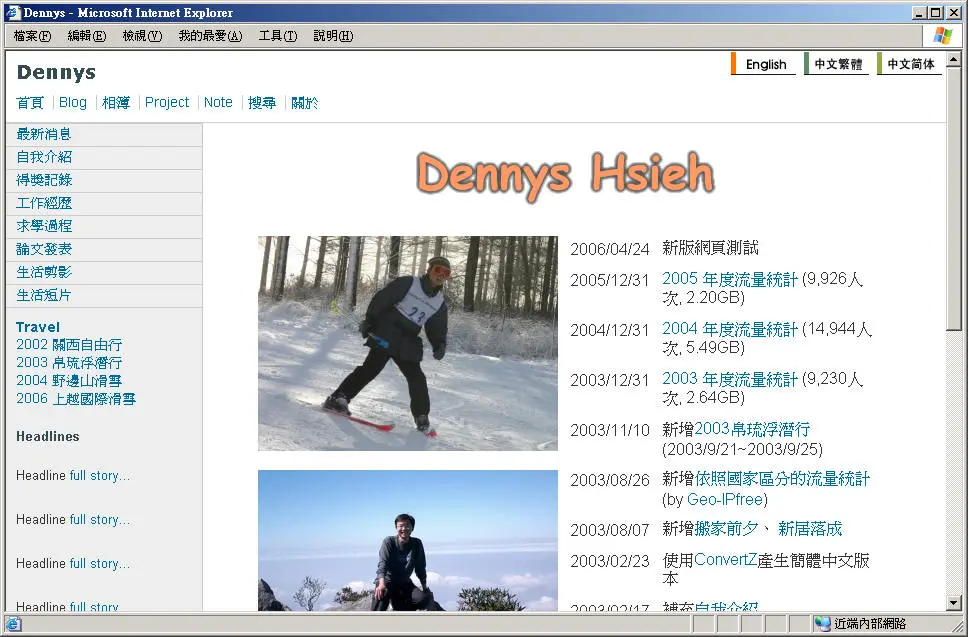 Dennys - Microsoft Internet Explorer
檔案(F) 編輯(E) 檢視(V) 我的最愛(A) 工具(T) 說明(H)
Dennys
English 中文繁體 中文简体
首頁 Blog 相簿 Project Note 搜尋 關於
最新消息
自我介紹
得獎記錄
工作經歷
求學過程
論文發表
生活剪影
生活短片
Travel
2002 關西自由行
2003 帛琉浮潛行
2004 野邊山滑雪
2006 上越國際滑雪
Headlines
Headline full story...
Headline full story...
Headline full story...
Headline full story...
Dennys Hsieh
23
2006/04/24 新版網頁測試
2005/12/31 2005 年度流量統計 (9,926人
次, 2.20GB)
2004/12/31 2004 年度流量統計 (14,944人
次, 5.49GB)
2003/12/31 2003 年度流量統計 (9,230人
次, 2.64GB)
2003/11/10 新增2003帛琉浮潛行
(2003/9/21~2003/9/25)
2003/08/26 新增依照國家區分的流量統計
(by Geo-IPfree)
2003/08/07 新增搬家前夕、 新居落成
2003/02/23 使用ConvertZ產生簡體中文版
本
2003/02/17 補充自我介紹
近端內部網路